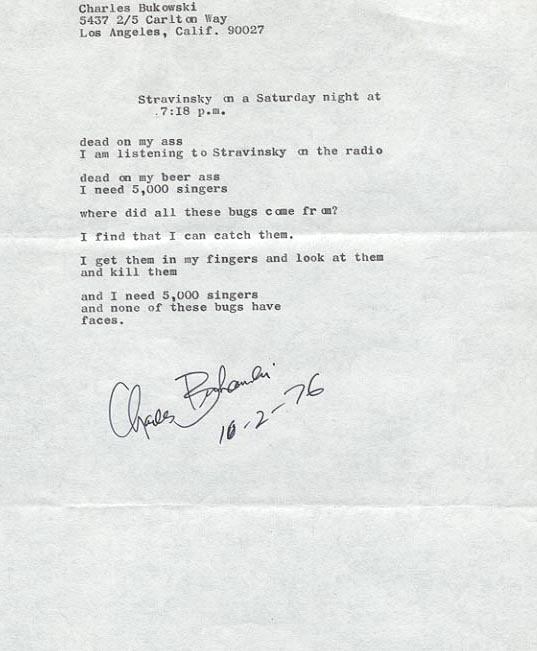 Charles Bukowski
5437 2/5 Carlton Way
Los Angeles, Calif. 90027
Stravinsky on a Saturday night at
.7:18 p.m.
dead on my ass
I am listening to Stravinsky on the radio
dead on my beer ass
I need 5,000 singers
where did all these bugs come from?
I find that I can catch them.
I get them in my fingers and look at them
and kill them
and I need 5,000 singers
and none of these bugs have
faces.
Charles Bukowski
10-2-76